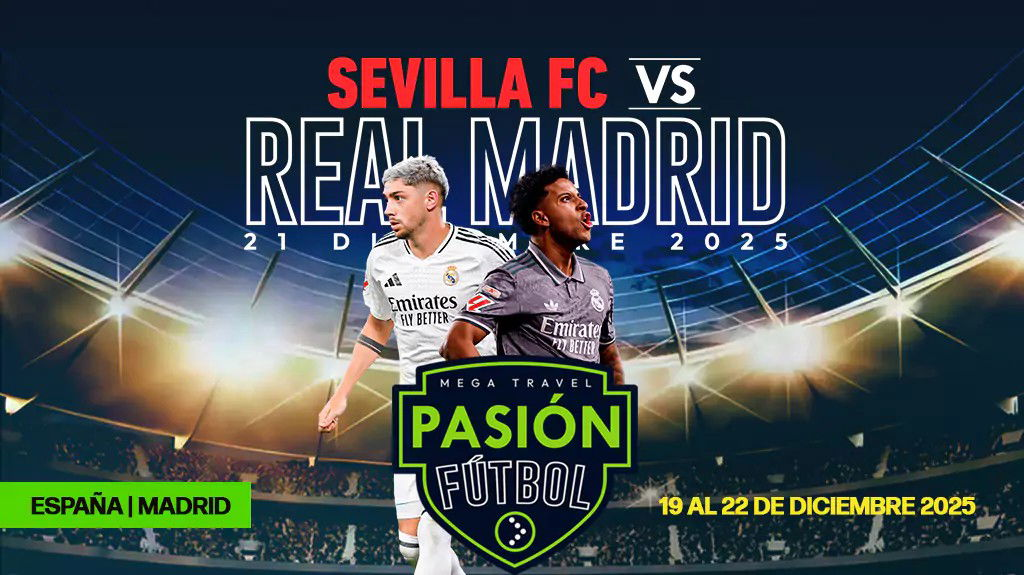 SEVILLA FC VS
REAL MADRID
21 DICIEMBRE 2025
Emirates
FLY BETTER
Emirates
FLY BETTER
MEGA TRAVEL
PASIÓN
FÚTBOL
ESPAÑA | MADRID
19 AL 22 DE DICIEMBRE 2025